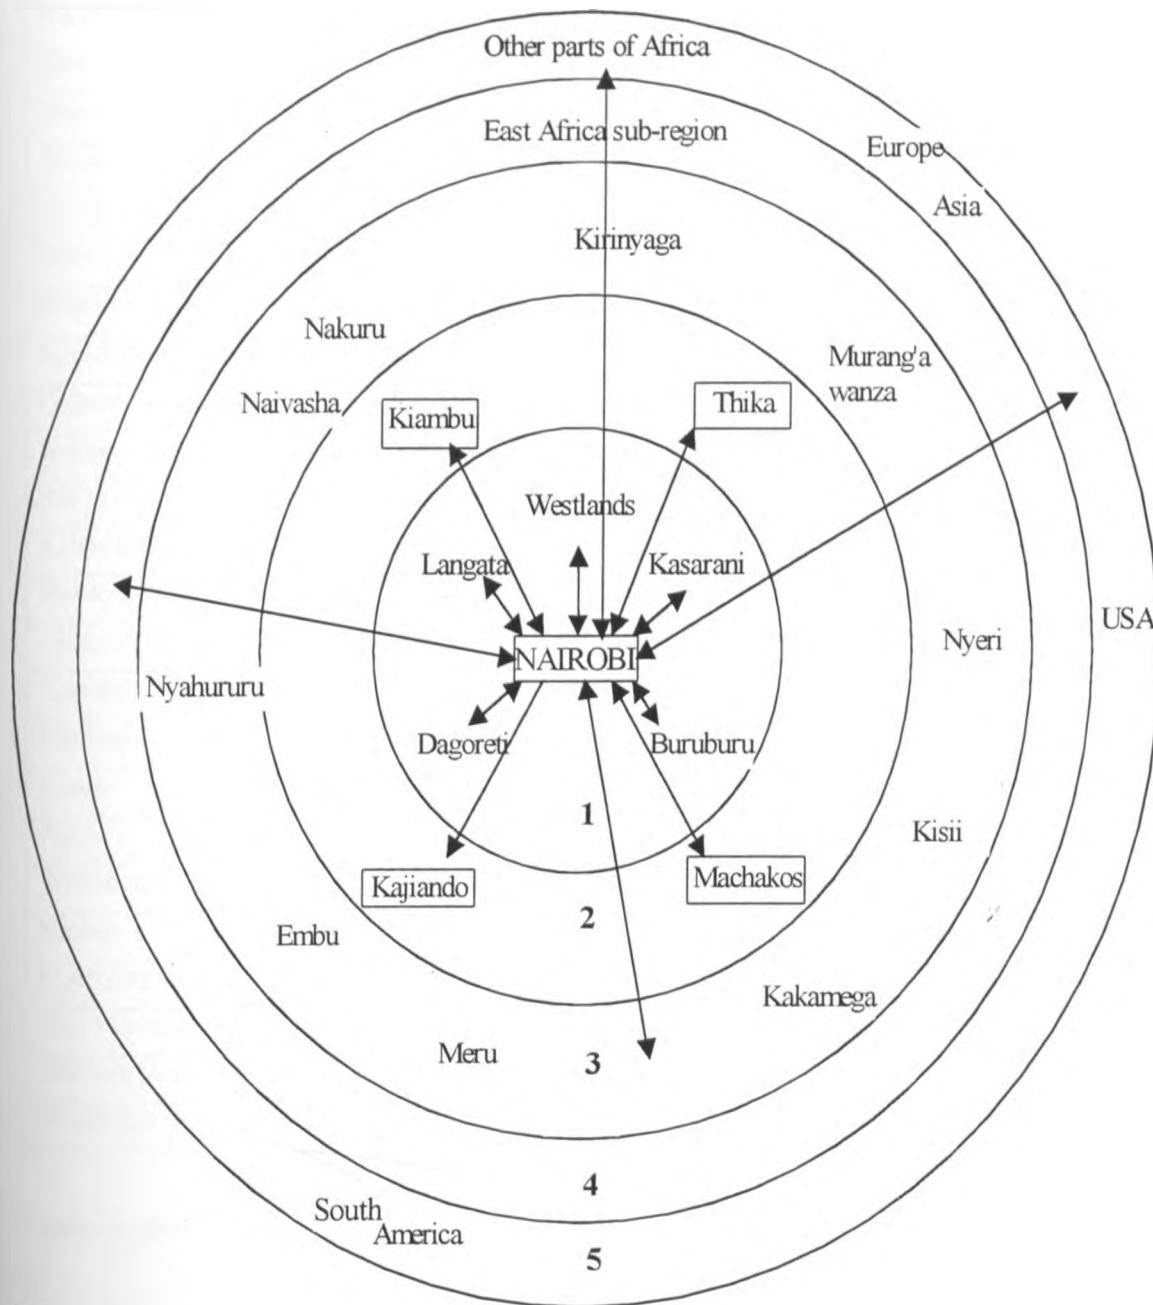 Other parts of Africa
East Africa sub-region
Europe
Asia
Kirinyaga
Nakuru
Murang'a
wanza
Naivasha
Kiambu
Thika
Westlands
Langata
Kasarani
USA
NAIROBI
Nyeri
Nyahururu
Dagoreti
Buruburu
1
Kisii
Kajiando
Machakos
2
Embu
Kakamega
Meru
3
4
South
America
5